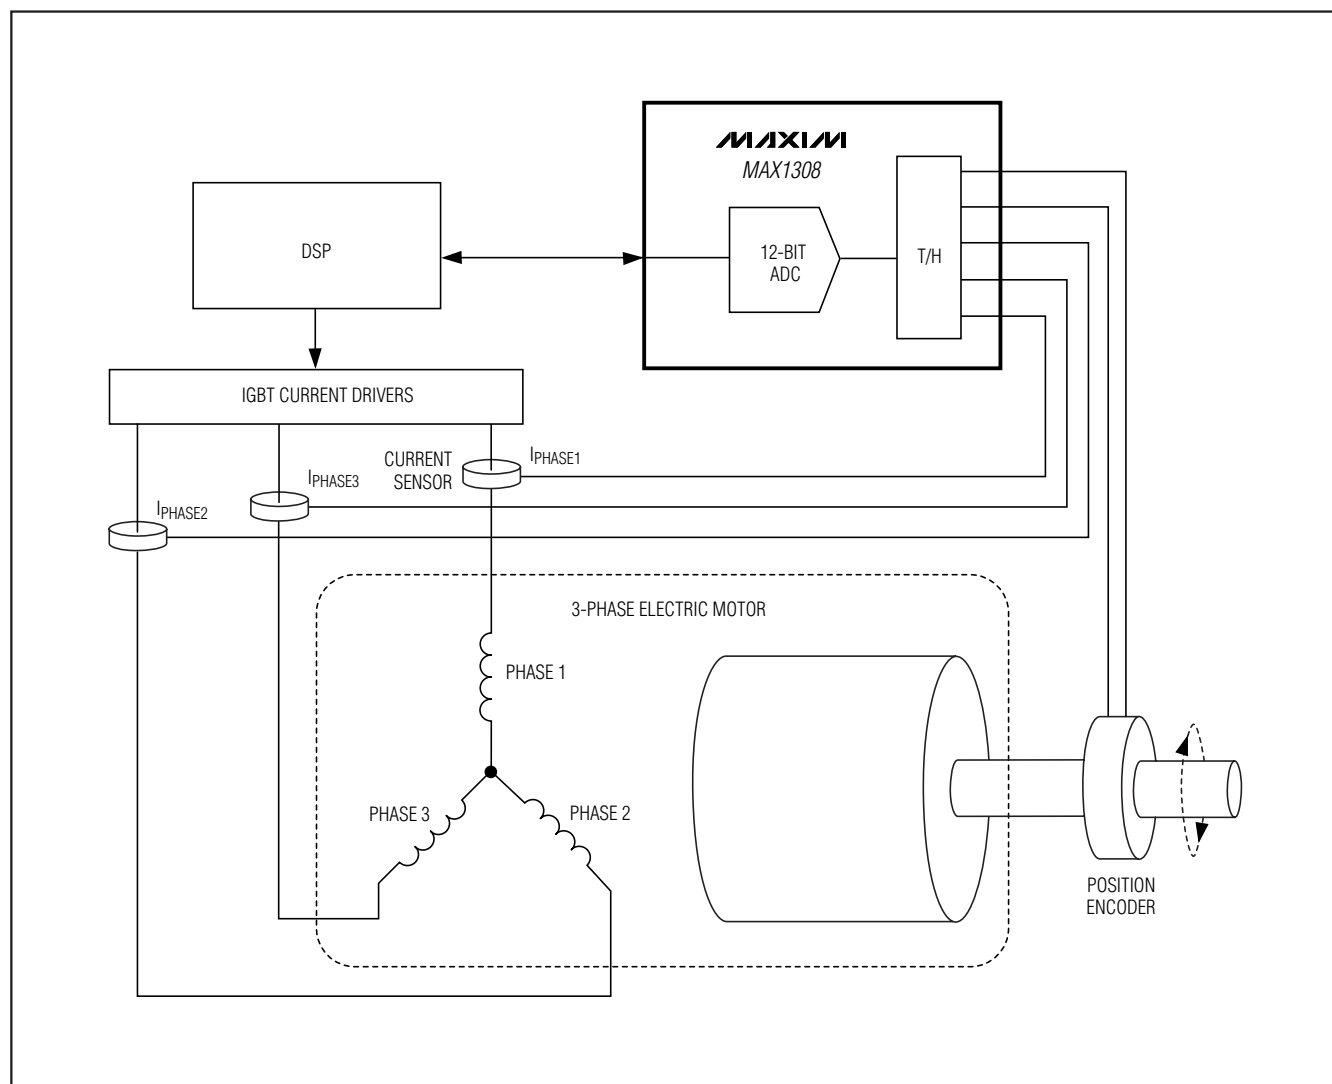 MAXIM
MAX1308
DSP
12-BIT
ADC
T/H
IGBT CURRENT DRIVERS
CURRENT
SENSOR
IPHASE1
IPHASE3
IPHASE2
3-PHASE ELECTRIC MOTOR
PHASE 1
PHASE 3
PHASE 2
POSITION
ENCODER